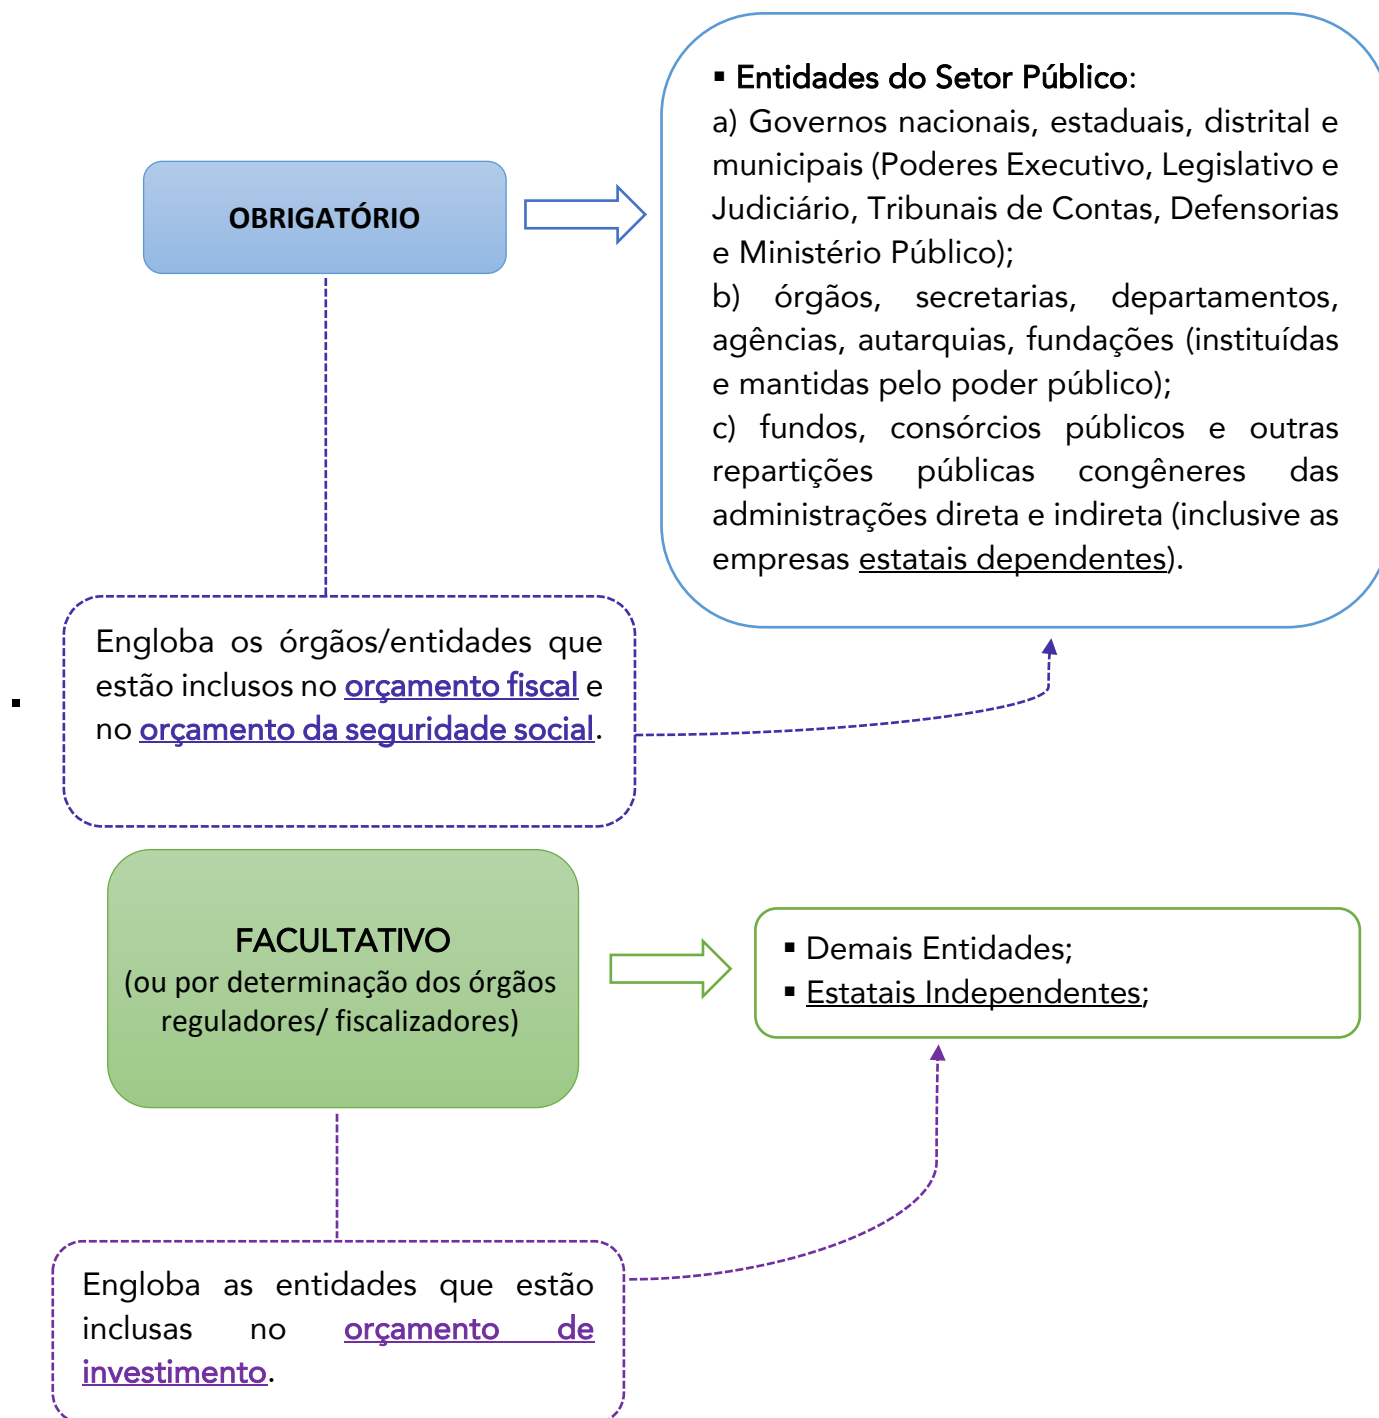 OBRIGATÓRIO
▪ Entidades do Setor Público:
a) Governos nacionais, estaduais, distrital e
municipais (Poderes Executivo, Legislativo e
Judiciário, Tribunais de Contas, Defensorias
e Ministério Público);
b) órgãos, secretarias, departamentos,
agências, autarquias, fundações (instituídas
e mantidas pelo poder público);
c) fundos, consórcios públicos e outras
repartições públicas congêneres das
administrações direta e indireta (inclusive as
empresas estatais dependentes).
Engloba os órgãos/entidades que
estão inclusos no orçamento fiscal e
no orçamento da seguridade social.
▪
FACULTATIVO
(ou por determinação dos órgãos
reguladores/ fiscalizadores)
▪ Demais Entidades;
▪ Estatais Independentes;
Engloba as entidades que estão
inclusas no orçamento de
investimento.